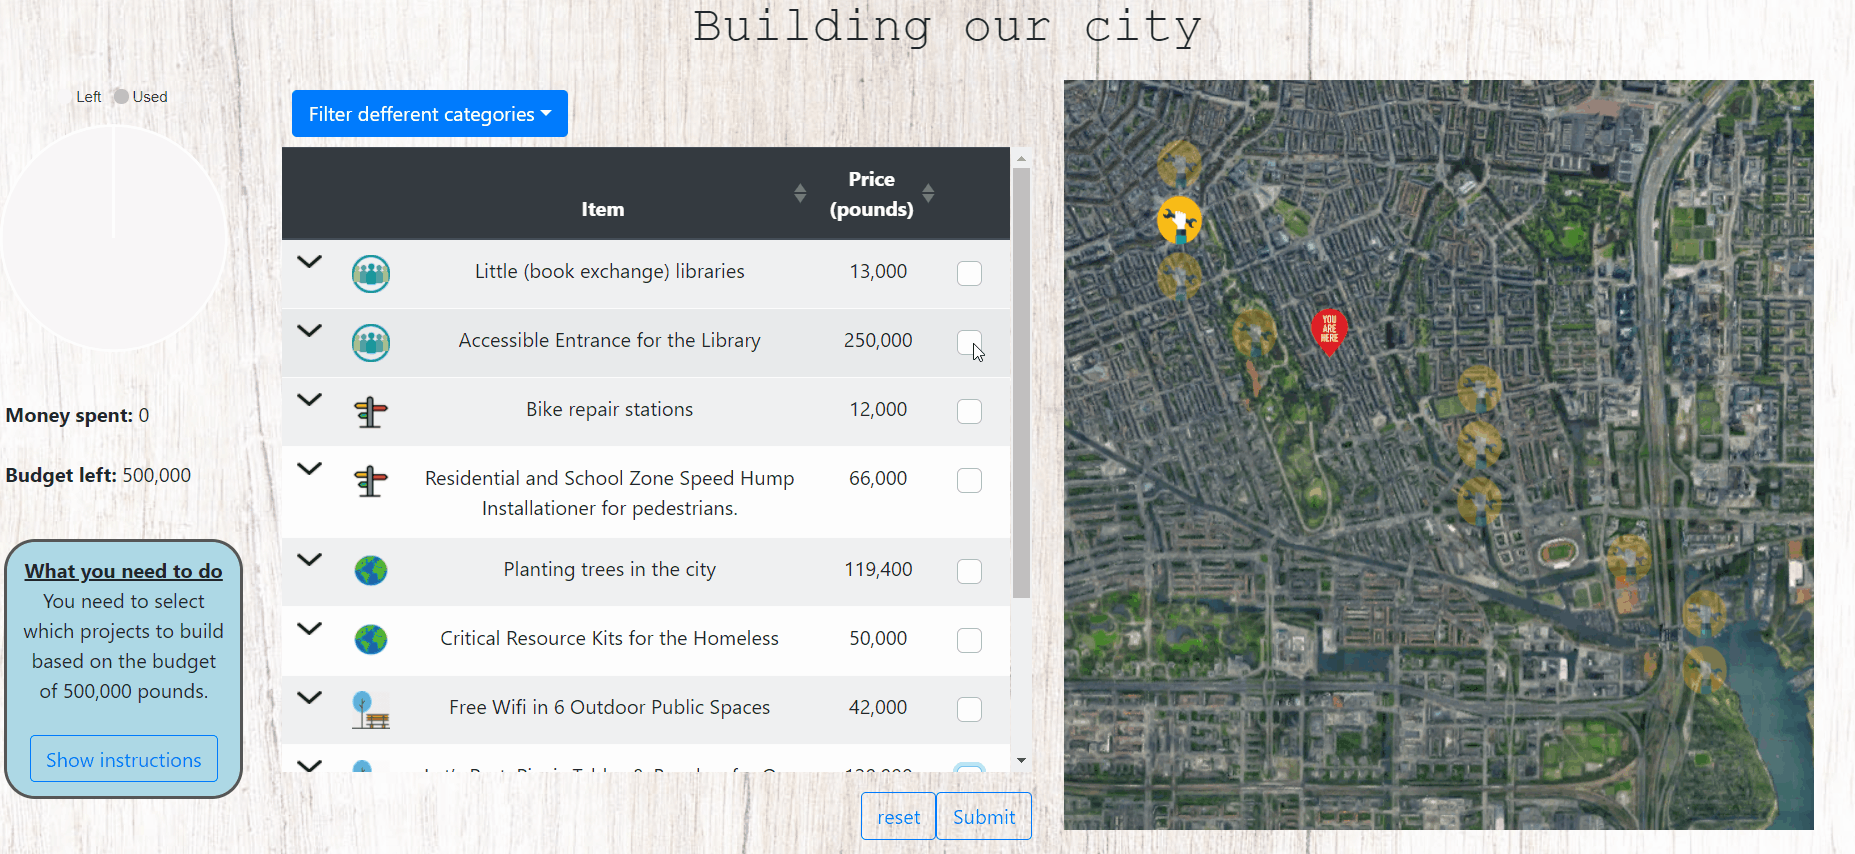 Building our city
Left Used
Filter defferent categories
Item
Price
(pounds)
Little (book exchange) libraries 13,000
Accessible Entrance for the Library 250,000
Bike repair stations 12,000
Residential and School Zone Speed Hump
Installationer for pedestrians.
66,000
Planting trees in the city 119,400
Critical Resource Kits for the Homeless 50,000
Free Wifi in 6 Outdoor Public Spaces 42,000
Money spent: 0
Budget left: 500,000
What you need to do
You need to select
which projects to build
based on the budget
of 500,000 pounds.
Show instructions
reset Submit
YOU
ARE
HERE